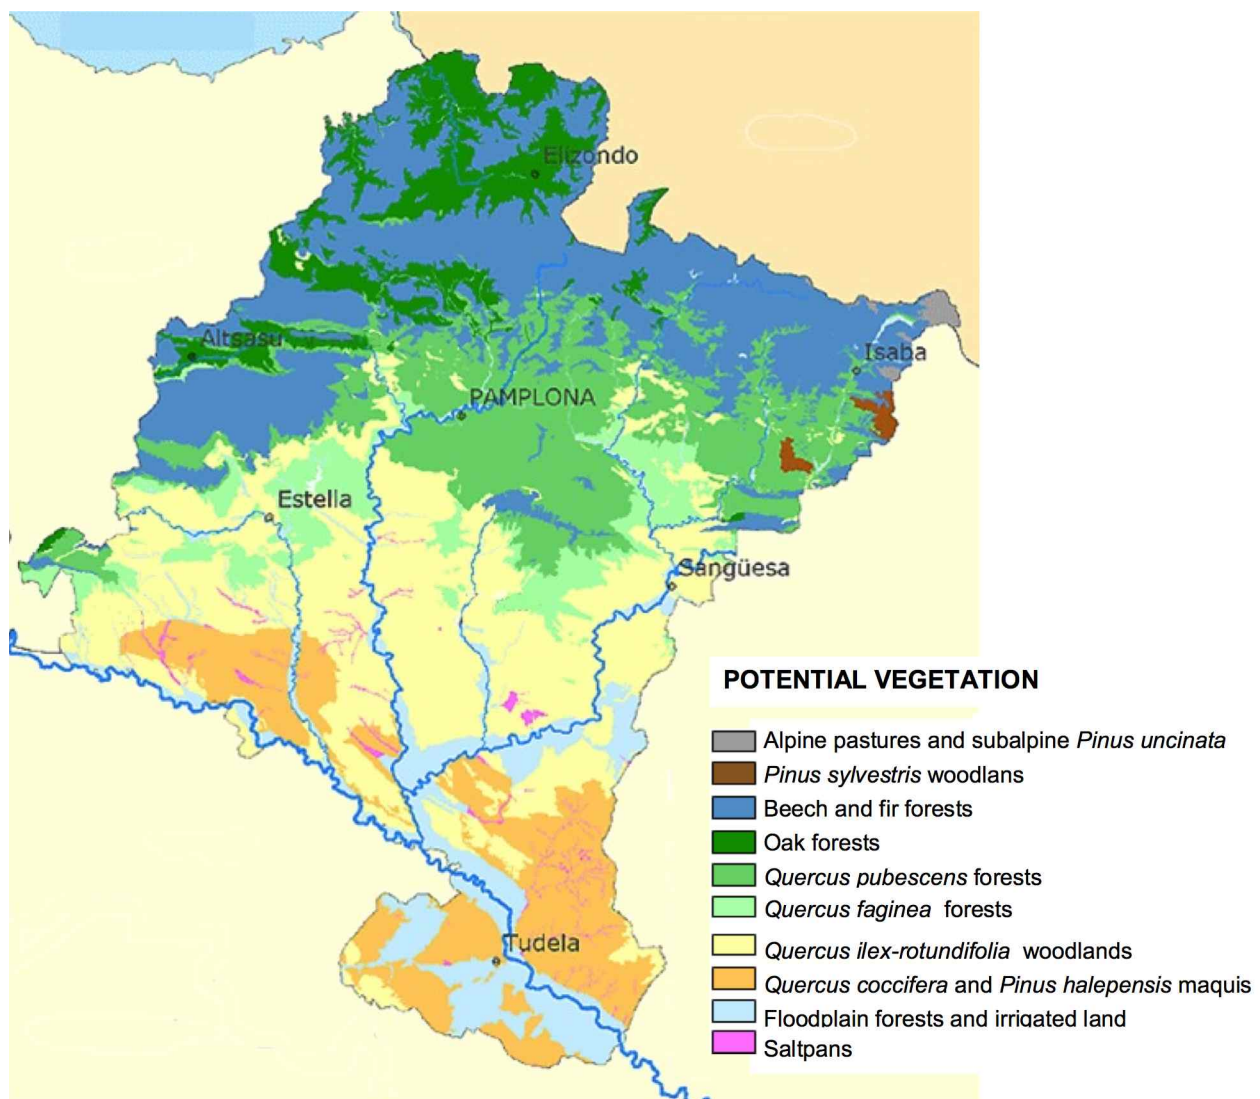 Elizondo
Altsasu
Isaba
PAMPLONA
Estella
Sangüesa
Tudela
POTENTIAL VEGETATION
Alpine pastures and subalpine Pinus uncinata
Pinus sylvestris woodlans
Beech and fir forests
Oak forests
Quercus pubescens forests
Quercus faginea forests
Quercus ilex-rotundifolia woodlands
Quercus coccifera and Pinus halepensis maquis
Floodplain forests and irrigated land
Saltpans